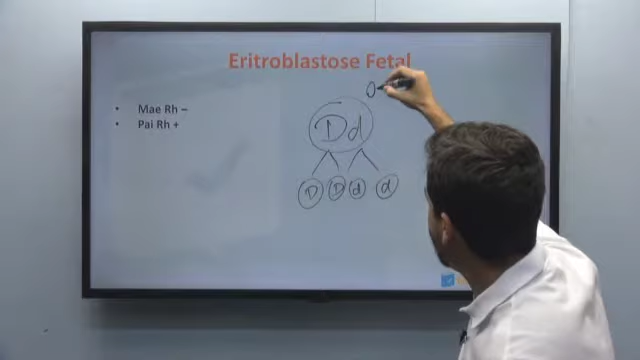 Eritroblastose Fetal
• Mae Rh –
• Pai Rh +
Dd
D D d d